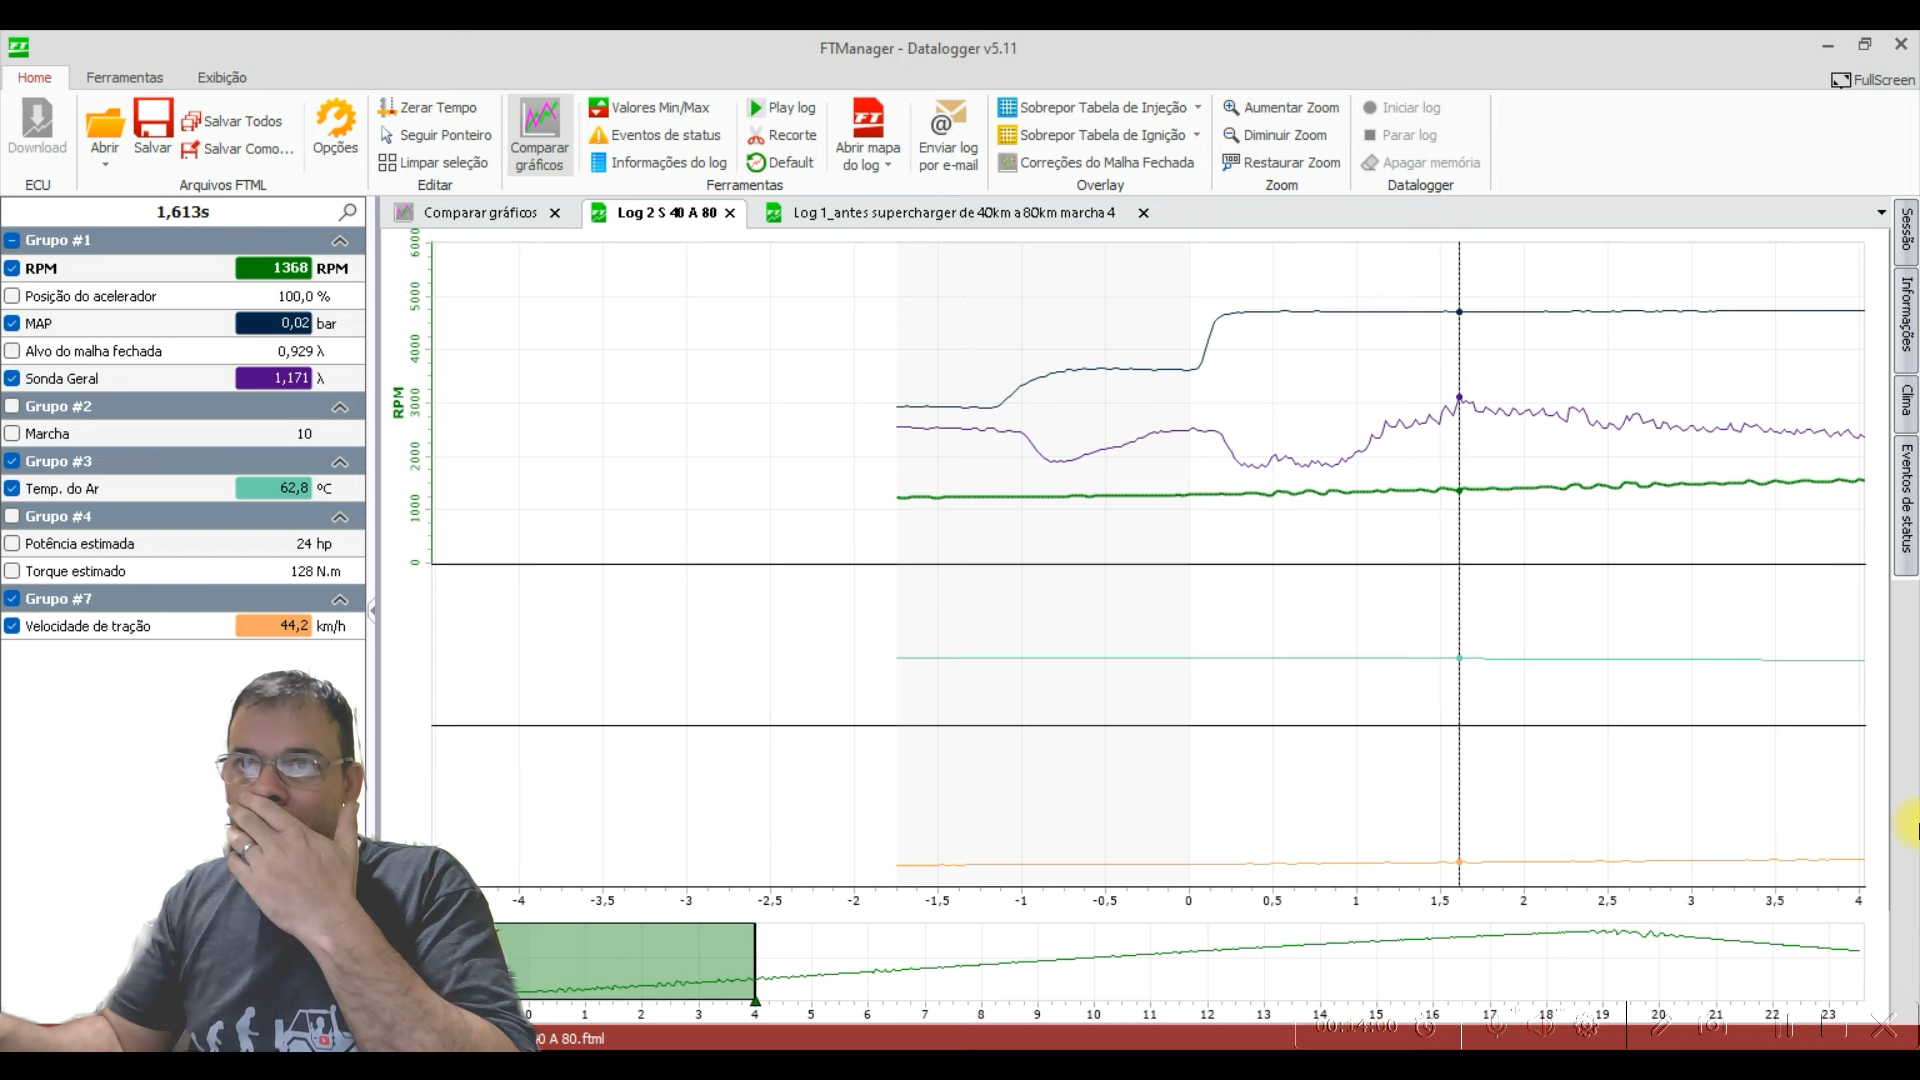 FT
FTManager - Datalogger v5.11
Home
Ferramentas
Exibição
FullScreen
Download
ECU
Abrir
Salvar
Salvar Todos
Salvar Como...
Arquivos FTML
Opções
Zerar Tempo
Seguir Ponteiro
Limpar seleção
Editar
Comparar
gráficos
Valores Min/Max
Eventos de status
Informações do log
Play log
Recorte
Default
Abrir mapa
do log
Enviar log
por e-mail
Ferramentas
Sobrepor Tabela de Injeção
Sobrepor Tabela de Ignição
Correções do Malha Fechada
Overlay
Aumentar Zoom
Diminuir Zoom
Restaurar Zoom
Zoom
Iniciar log
Parar log
Apagar memória
Datalogger
1,613s
Comparar gráficos
Log 2 S 40 A 80
Log 1_antes supercharger de 40km a 80km marcha 4
Grupo #1
RPM 1368 RPM
Posição do acelerador 100,0 %
MAP 0,02 bar
Alvo do malha fechada 0,929 λ
Sonda Geral 1,171 λ
Grupo #2
Marcha 10
Grupo #3
Temp. do Ar 62,8 ºC
Grupo #4
Potência estimada 24 hp
Torque estimado 128 N.m
Grupo #7
Velocidade de tração 44,2 km/h
RPM
6000
5000
4000
3000
2000
1000
0
-4 -3,5 -3 -2,5 -2 -1,5 -1 -0,5 0 0,5 1 1,5 2 2,5 3 3,5 4
0 1 2 3 4 5 6 7 8 9 10 11 12 13 14 15 16 17 18 19 20 21 22 23
Sessão
Informações
Clima
Eventos de status
0 A 80.ftml
00:14:00